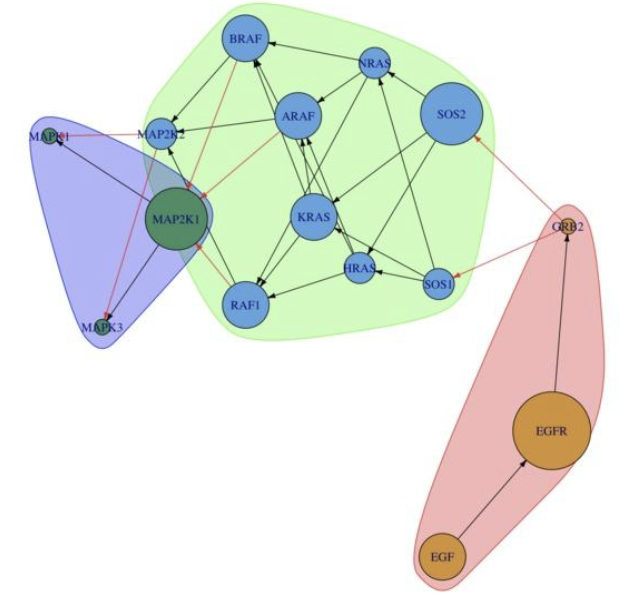 BRAF
NRAS
ARAF
SOS2
MAPK1
MAP2K2
MAP2K1
KRAS
GRB2
HRAS
SOS1
RAF1
MAPK3
EGFR
EGF